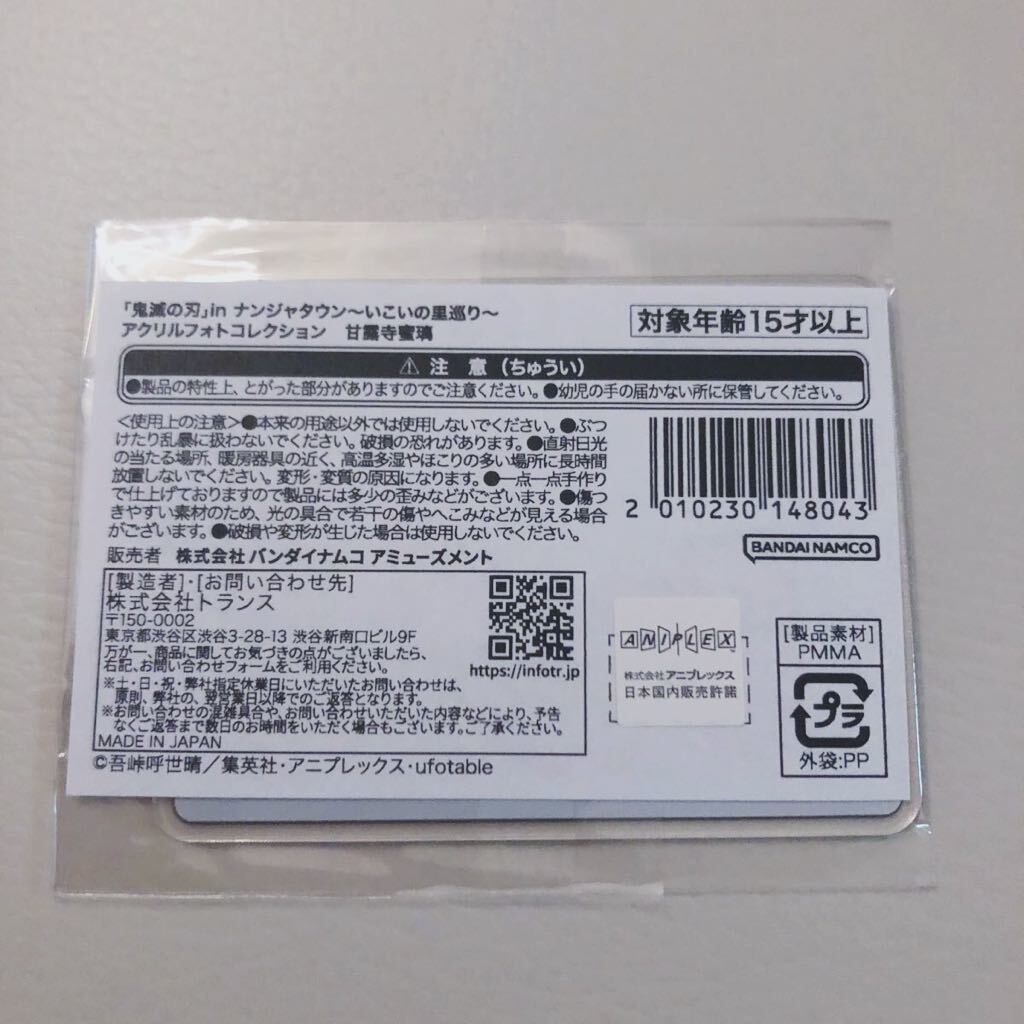 「鬼滅の刃」in ナンジャタウン～いこいの里巡り～
アクリルフォトコレクション 甘露寺蜜璃
対象年齢15才以上
⚠ 注 意 (ちゅうい)
●製品の特性上、とがった部分がありますのでご注意ください。●幼児の手の届かない所に保管してください。
<使用上の注意>●本来の用途以外では使用しないでください。●ぶつ
けたり乱暴に扱わないでください。破損の恐れがあります。●直射日光
の当たる場所、暖房器具の近く、高温多湿やほこりの多い場所に長時間
放置しないでください。変形・変質の原因になります。●一点一点手作り
で仕上げておりますので製品には多少の歪みなどがございます。●傷つ
きやすい素材のため、光の具合で若干の傷やへこみなどが見える場合
がございます。●破損や変形が生じた場合は使用しないでください。
2 010230 148043
BANDAI NAMCO
販売者 株式会社 バンダイナムコ アミューズメント
[製造者]・[お問い合わせ先]
株式会社トランス
〒150-0002
東京都渋谷区渋谷3-28-13 渋谷新南口ビル9F
万が一、商品に関してお気づきの点がございましたら、
右記、お問い合わせフォームをご利用ください。
https://infotr.jp
※土・日・祝・弊社指定休業日にいただいたお問い合わせは、
原則、弊社の、翌営業日以降でのご返答となります。
※お問い合わせの混雑具合や、お問い合わせいただいた内容などにより、予告
なくご返答まで数日のお時間をいただく場合もございます。ご了承ください。
MADE IN JAPAN
ANIPLEX
株式会社 アニプレックス
日本国内販売許諾
[製品素材]
PMMA
プラ
外袋:PP
©吾峠呼世晴／集英社・アニプレックス・ufotable